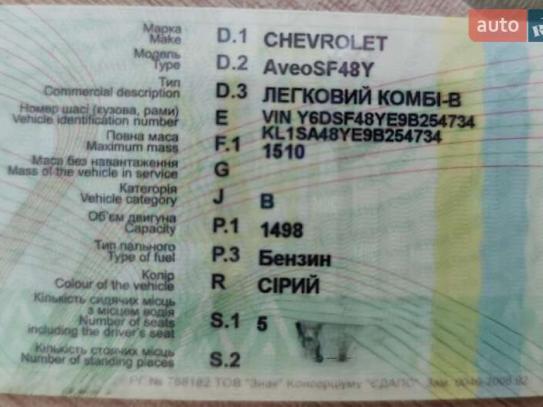 auto
Марка D.1 CHEVROLET
Make
Модель D.2 AveoSF48Y
Type
Тип D.3 ЛЕГКОВИЙ КОМБІ-В
Commercial description
Номер шасі (кузова, рами) E VIN Y6DSF48YE9B254734
Vehicle identification number KL1SA48YE9B254734
Повна маса F.1 1510
Maximum mass
Маса без навантаження G
Mass of the vehicle in service
Категорія J B
Vehicle category
Об'єм двигуна P.1 1498
Capacity
Тип пального P.3 Бензин
Type of fuel
Колір R СІРИЙ
Colour of the vehicle
Кількість сидячих місць S.1 5
з місцем водія
Number of seats
including the driver's seat
Кількість стоячих місць S.2
Number of standing places
ТОВ "Знак" Консорціуму "ЄДАПС"